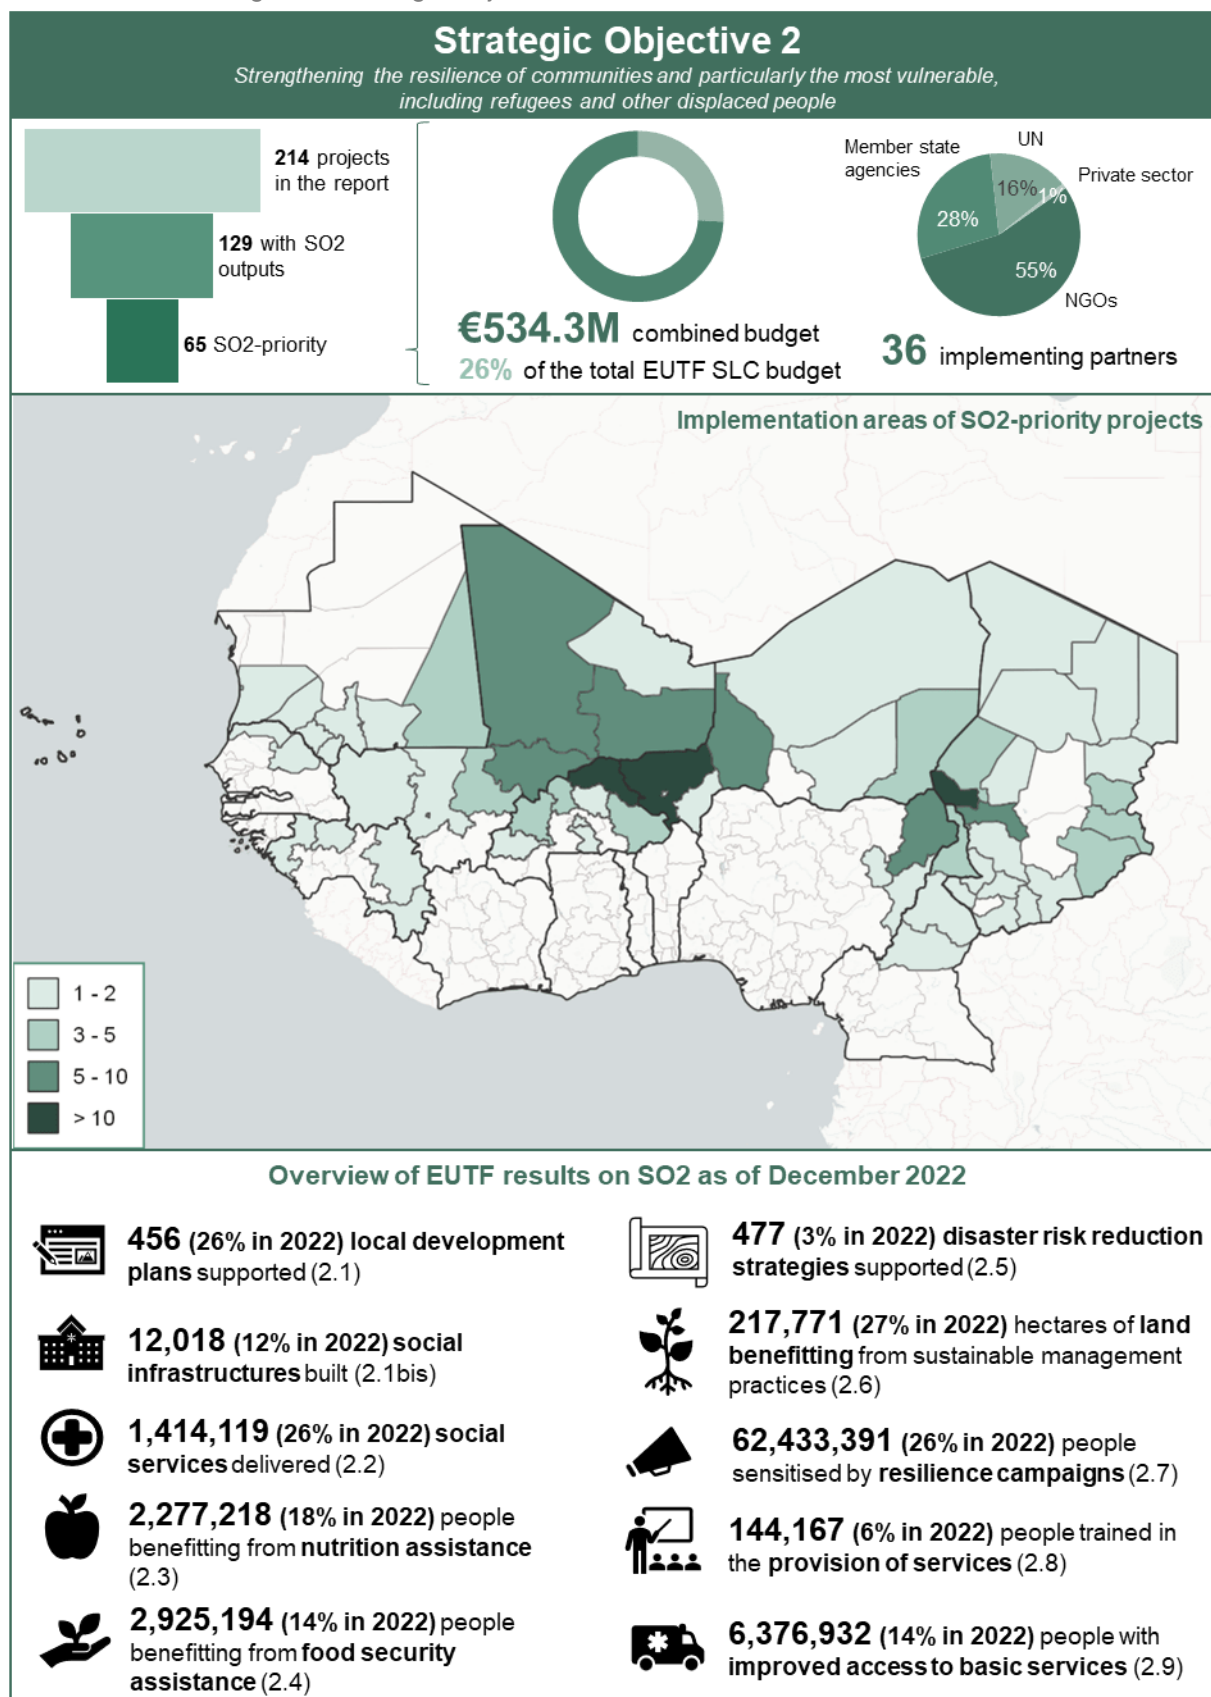 Strategic Objective 2
Strengthening the resilience of communities and particularly the most vulnerable,
including refugees and other displaced people
214 projects
in the report
129 with SO2
outputs
65 SO2-priority
€534.3M combined budget
26% of the total EUTF SLC budget
Member state
agencies
UN
Private sector
16%
1%
28%
55%
NGOs
36 implementing partners
Implementation areas of SO2-priority projects
1 - 2
3 - 5
5 - 10
> 10
Overview of EUTF results on SO2 as of December 2022
456 (26% in 2022) local development
plans supported (2.1)
12,018 (12% in 2022) social
infrastructures built (2.1bis)
1,414,119 (26% in 2022) social
services delivered (2.2)
2,277,218 (18% in 2022) people
benefitting from nutrition assistance
(2.3)
2,925,194 (14% in 2022) people
benefitting from food security
assistance (2.4)
477 (3% in 2022) disaster risk reduction
strategies supported (2.5)
217,771 (27% in 2022) hectares of land
benefitting from sustainable management
practices (2.6)
62,433,391 (26% in 2022) people
sensitised by resilience campaigns (2.7)
144,167 (6% in 2022) people trained in
the provision of services (2.8)
6,376,932 (14% in 2022) people with
improved access to basic services (2.9)